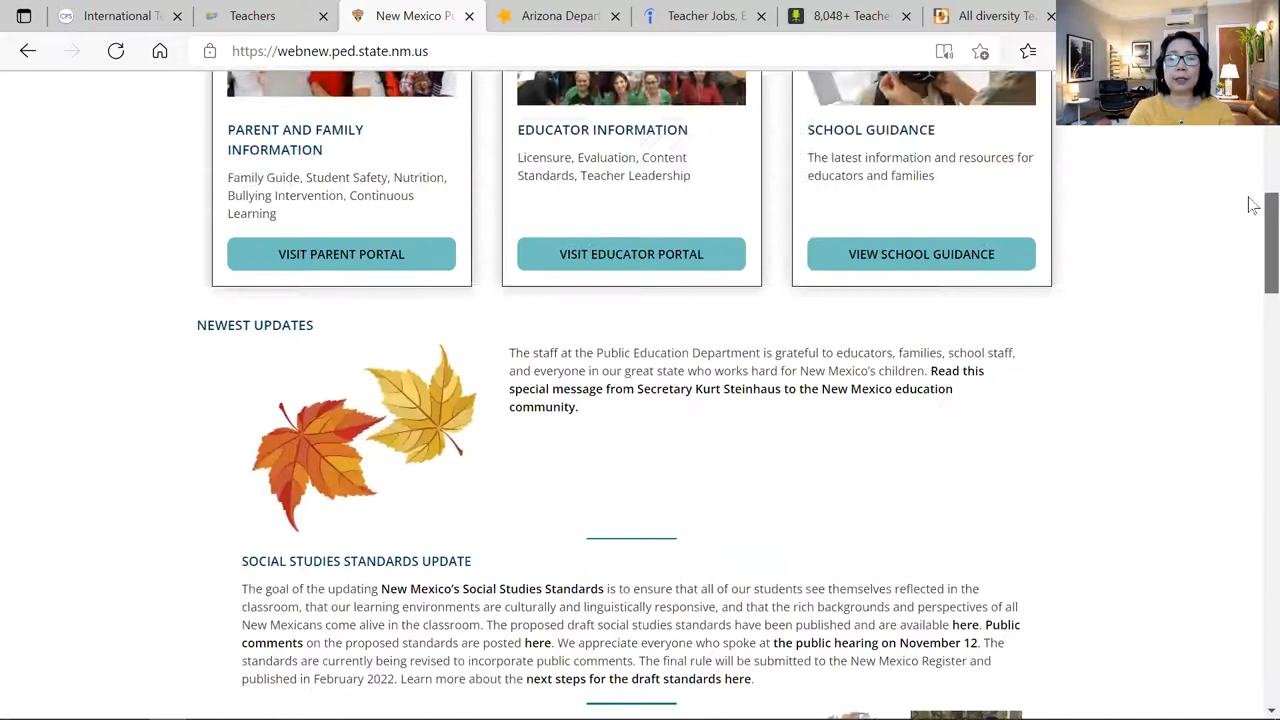 International Te
Teachers
New Mexico Pu
Arizona Depar
Teacher Jobs, E
8,048+ Teache
All diversity Te
https://webnew.ped.state.nm.us
PARENT AND FAMILY
INFORMATION
Family Guide, Student Safety, Nutrition,
Bullying Intervention, Continuous
Learning
VISIT PARENT PORTAL
EDUCATOR INFORMATION
Licensure, Evaluation, Content
Standards, Teacher Leadership
VISIT EDUCATOR PORTAL
SCHOOL GUIDANCE
The latest information and resources for
educators and families
VIEW SCHOOL GUIDANCE
NEWEST UPDATES
The staff at the Public Education Department is grateful to educators, families, school staff,
and everyone in our great state who works hard for New Mexico's children. Read this
special message from Secretary Kurt Steinhaus to the New Mexico education
community.
SOCIAL STUDIES STANDARDS UPDATE
The goal of the updating New Mexico's Social Studies Standards is to ensure that all of our students see themselves reflected in the
classroom, that our learning environments are culturally and linguistically responsive, and that the rich backgrounds and perspectives of all
New Mexicans come alive in the classroom. The proposed draft social studies standards have been published and are available here. Public
comments on the proposed standards are posted here. We appreciate everyone who spoke at the public hearing on November 12. The
standards are currently being revised to incorporate public comments. The final rule will be submitted to the New Mexico Register and
published in February 2022. Learn more about the next steps for the draft standards here.